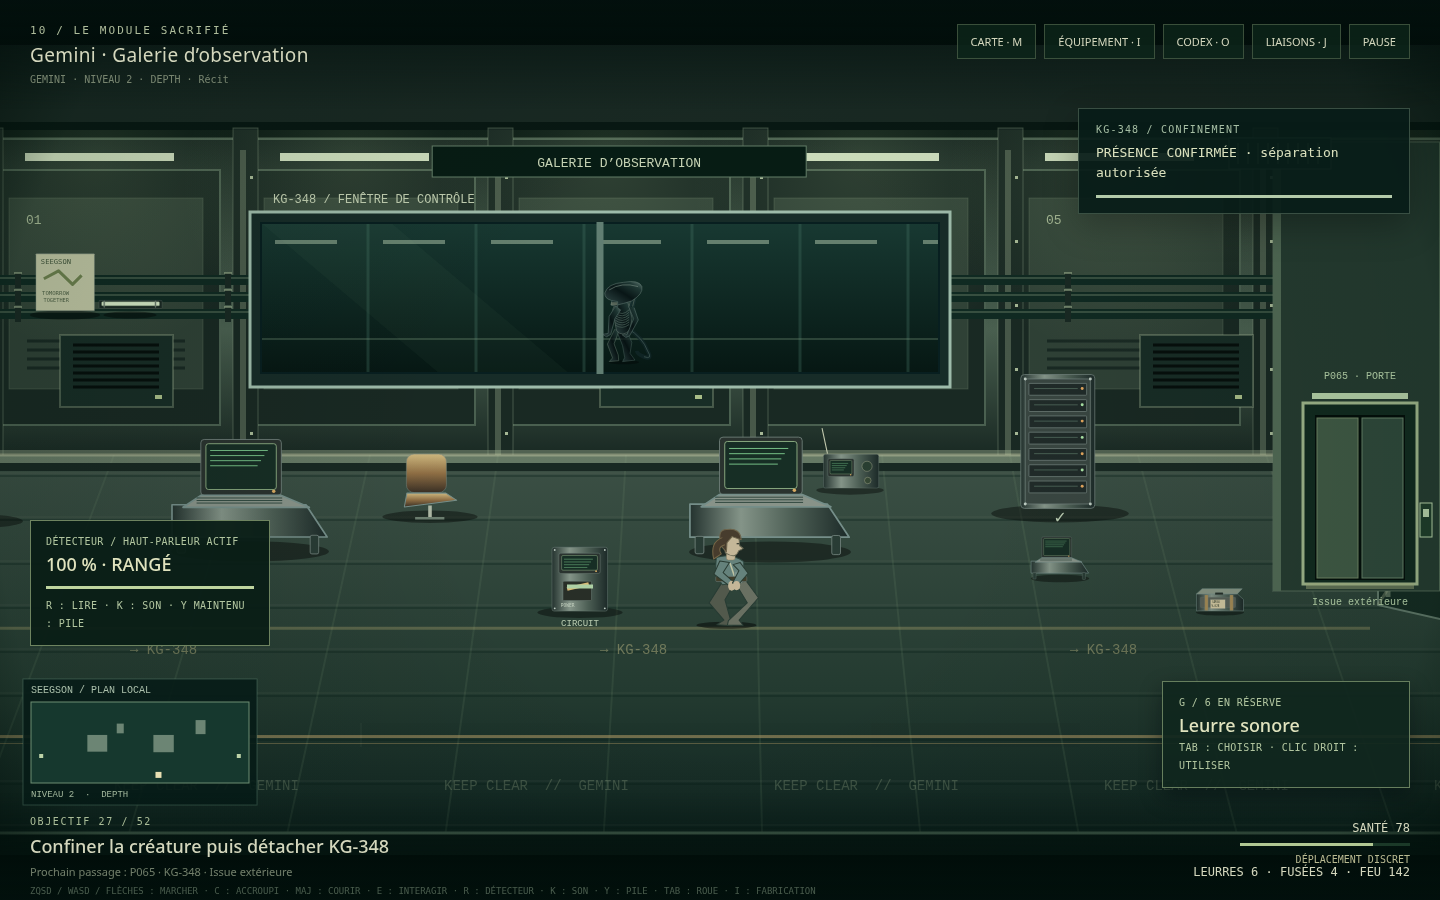 10 / LE MODULE SACRIFIÉ
Gemini · Galerie d’observation
GEMINI · NIVEAU 2 · DEPTH · Récit
CARTE · M
ÉQUIPEMENT · I
CODEX · O
LIAISONS · J
PAUSE
KG-348 / CONFINEMENT
PRÉSENCE CONFIRMÉE · séparation
autorisée
GALERIE D’OBSERVATION
KG-348 / FENÊTRE DE CONTRÔLE
01
05
SEEGSON
TOMORROW
TOGETHER
P065 · PORTE
Issue extérieure
✓
CIRCUIT
DÉTECTEUR / HAUT-PARLEUR ACTIF
100 % · RANGÉ
R : LIRE · K : SON · Y MAINTENU
: PILE
→ KG-348
→ KG-348
→ KG-348
SEEGSON / PLAN LOCAL
NIVEAU 2 · DEPTH
G / 6 EN RÉSERVE
Leurre sonore
TAB : CHOISIR · CLIC DROIT :
UTILISER
EMINI
KEEP CLEAR // GEMINI
KEEP CLEAR // GEMINI
KEEP
OBJECTIF 27 / 52
Confiner la créature puis détacher KG-348
Prochain passage : P065 · KG-348 · Issue extérieure
ZQSD / WASD / FLÈCHES : MARCHER · C : ACCROUPI · MAJ : COURIR · E : INTERAGIR · R : DÉTECTEUR · K : SON · Y : PILE · TAB : ROUE · I : FABRICATION
SANTÉ 78
DÉPLACEMENT DISCRET
LEURRES 6 · FUSÉES 4 · FEU 142